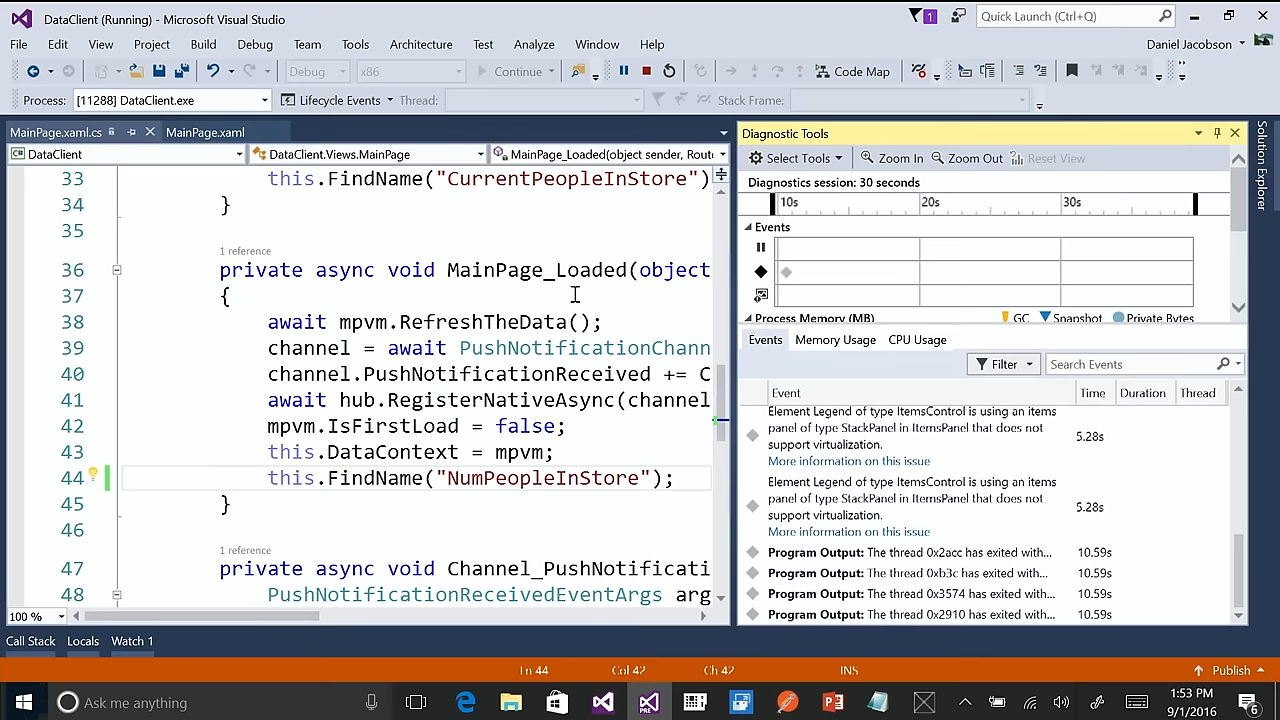 DataClient (Running) - Microsoft Visual Studio
1
Quick Launch (Ctrl+Q)
File Edit View Project Build Debug Team Tools Architecture Test Analyze Window Help
Daniel Jacobson
Debug x86 Continue Code Map
Process: [11288] DataClient.exe Lifecycle Events Thread: Stack Frame:
MainPage.xaml.cs MainPage.xaml
DataClient DataClient.Views.MainPage MainPage_Loaded(object sender, Route
33 this.FindName("CurrentPeopleInStore")
34 }
35
1 reference
36 private async void MainPage_Loaded(object
37 {
38 await mpvm.RefreshTheData();
39 channel = await PushNotificationChann
40 channel.PushNotificationReceived += C
41 await hub.RegisterNativeAsync(channel
42 mpvm.IsFirstLoad = false;
43 this.DataContext = mpvm;
44 this.FindName("NumPeopleInStore");
45 }
46
1 reference
47 private async void Channel_PushNotificati
48 PushNotificationReceivedEventArgs arg
100 %
Diagnostic Tools
Select Tools Zoom In Zoom Out Reset View
Diagnostics session: 30 seconds
10s 20s 30s
Events
Process Memory (MB) GC Snapshot Private Bytes
Events Memory Usage CPU Usage
Filter Search Events
Event Time Duration Thread
Element Legend of type ItemsControl is using an items
panel of type StackPanel in ItemsPanel that does not
support virtualization. 5.28s
More information on this issue
Element Legend of type ItemsControl is using an items
panel of type StackPanel in ItemsPanel that does not
support virtualization. 5.28s
More information on this issue
Program Output: The thread 0x2acc has exited with... 10.59s
Program Output: The thread 0xb3c has exited with... 10.59s
Program Output: The thread 0x3574 has exited with... 10.59s
Program Output: The thread 0x2910 has exited with... 10.59s
Solution Explorer
Call Stack Locals Watch 1
Ln 44 Col 42 Ch 42 INS Publish
Ask me anything
PRE
1:53 PM
9/1/2016
6